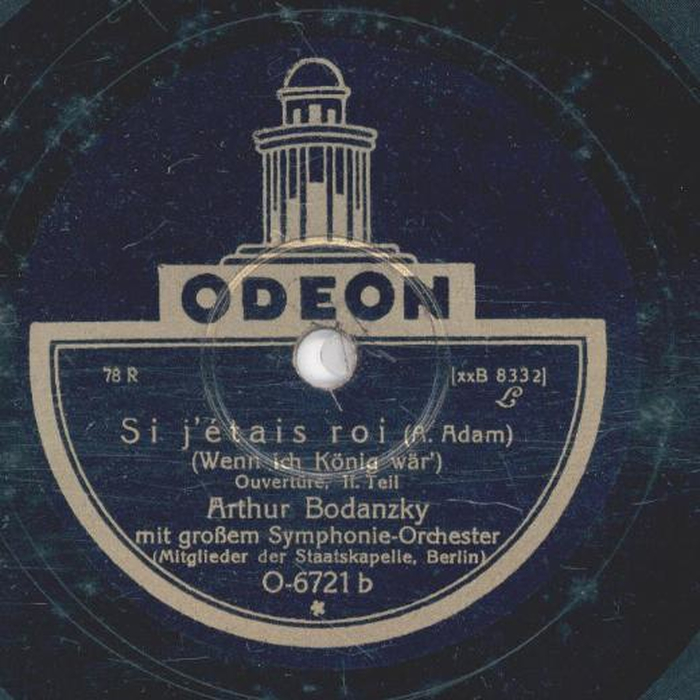 ODEON
78 R
[xxB 8332]
L
Si j'étais roi (A. Adam)
(Wenn ich König wär')
Ouvertüre, II. Teil
Arthur Bodanzky
mit großem Symphonie-Orchester
(Mitglieder der Staatskapelle, Berlin)
O-6721 b